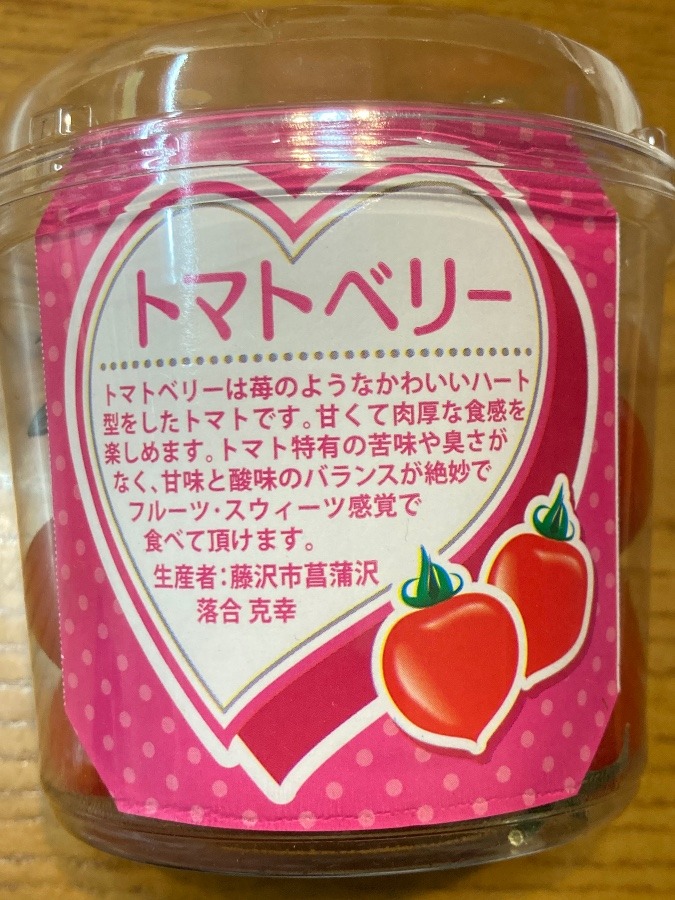 トマトベリー
トマトベリーは苺のようなかわいいハート
型をしたトマトです。甘くて肉厚な食感を
楽しめます。トマト特有の苦味や臭さが
なく、甘味と酸味のバランスが絶妙で
フルーツ・スウィーツ感覚で
食べて頂けます。
生産者：藤沢市菖蒲沢
落合 克幸